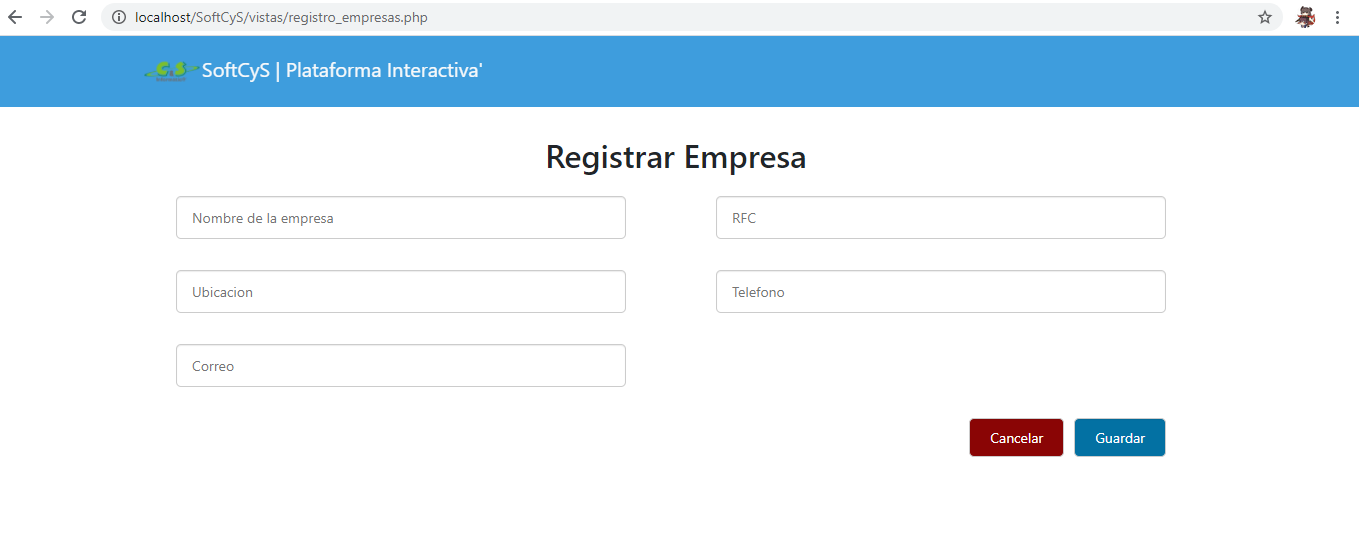 localhost/SoftCyS/vistas/registro_empresas.php
SoftCyS | Plataforma Interactiva'
Registrar Empresa
Nombre de la empresa
RFC
Ubicacion
Telefono
Correo
Cancelar
Guardar